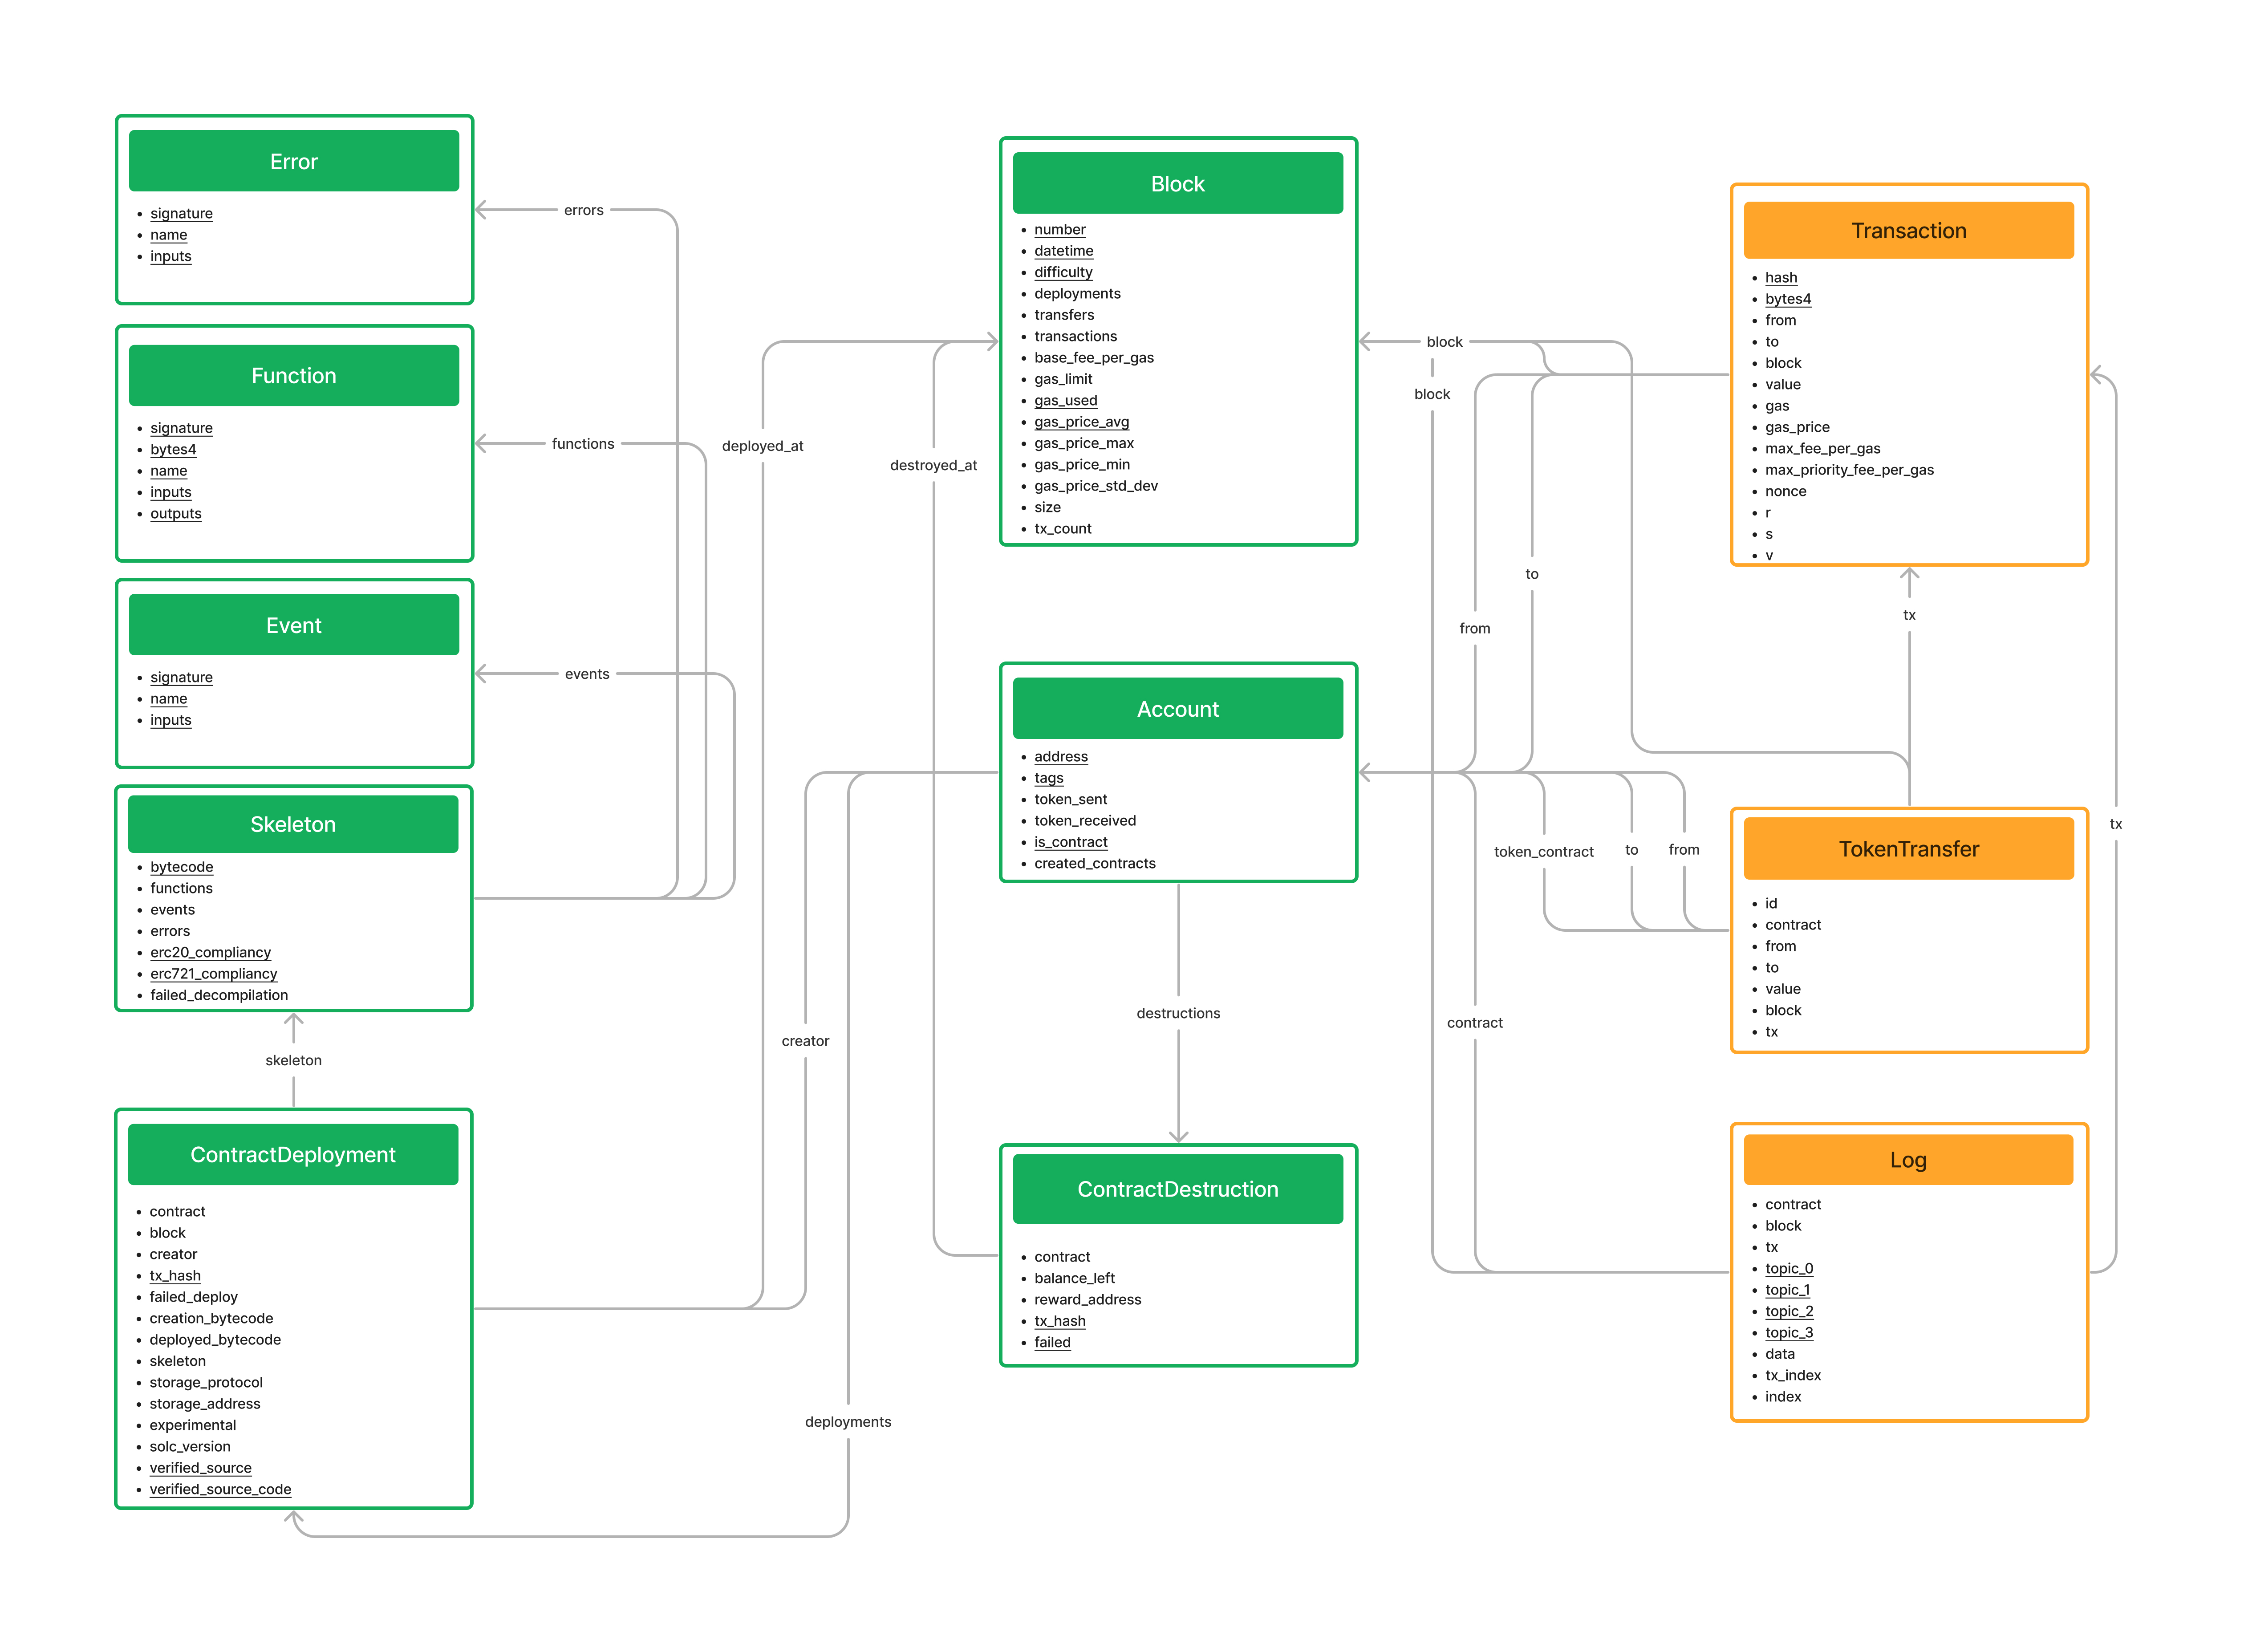 Error
signature
name
inputs
Function
signature
bytes4
name
inputs
outputs
Event
signature
name
inputs
Skeleton
bytecode
functions
events
errors
erc20_compliancy
erc721_compliancy
failed_decompilation
skeleton
ContractDeployment
contract
block
creator
tx_hash
failed_deploy
creation_bytecode
deployed_bytecode
skeleton
storage_protocol
storage_address
experimental
solc_version
verified_source
verified_source_code
errors
functions
events
deployed_at
destroyed_at
creator
deployments
Block
number
datetime
difficulty
deployments
transfers
transactions
base_fee_per_gas
gas_limit
gas_used
gas_price_avg
gas_price_max
gas_price_min
gas_price_std_dev
size
tx_count
Account
address
tags
token_sent
token_received
is_contract
created_contracts
destructions
ContractDestruction
contract
balance_left
reward_address
tx_hash
failed
block
block
to
from
token_contract
to
from
contract
Transaction
hash
bytes4
from
to
block
value
gas
gas_price
max_fee_per_gas
max_priority_fee_per_gas
nonce
r
s
v
tx
tx
TokenTransfer
id
contract
from
to
value
block
tx
Log
contract
block
tx
topic_0
topic_1
topic_2
topic_3
data
tx_index
index